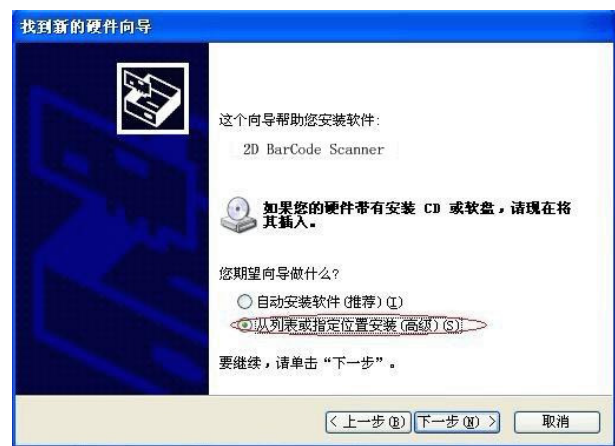 找到新的硬件向导
这个向导帮助您安装软件:
2D BarCode Scanner
如果您的硬件带有安装 CD 或软盘，请现在将
其插入。
您期望向导做什么?
自动安装软件(推荐)(I)
从列表或指定位置安装(高级)(S)
要继续，请单击“下一步”。
< 上一步(B) 下一步(N) > 取消